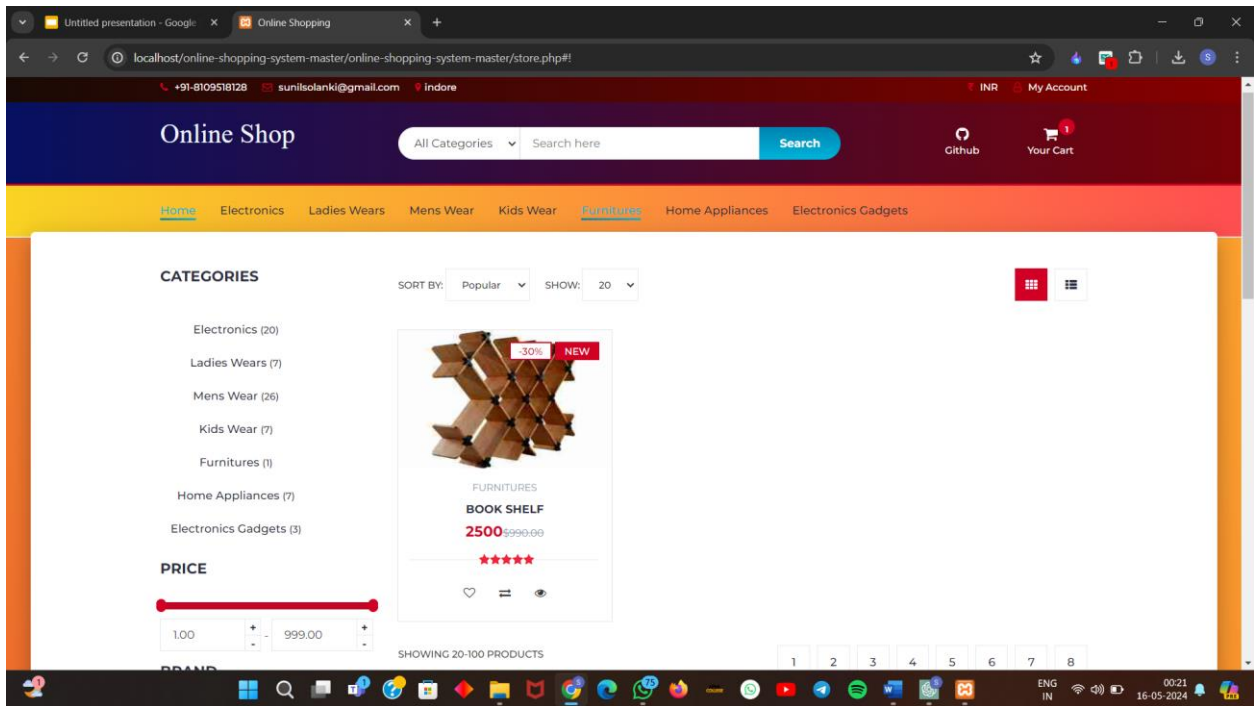 Untitled presentation - Google
Online Shopping
localhost/online-shopping-system-master/online-shopping-system-master/store.php#!
+91-8109518128 sunilsolanki@gmail.com indore INR My Account
Online Shop
All Categories Search here Search
Github
1
Your Cart
Home Electronics Ladies Wears Mens Wear Kids Wear Furnitures Home Appliances Electronics Gadgets
CATEGORIES
SORT BY: Popular SHOW: 20
Electronics (20)
Ladies Wears (7)
Mens Wear (26)
Kids Wear (7)
Furnitures (1)
Home Appliances (7)
Electronics Gadgets (3)
-30% NEW
FURNITURES
BOOK SHELF
2500 $990.00
PRICE
1.00 + - - 999.00 + -
SHOWING 20-100 PRODUCTS
1 2 3 4 5 6 7 8
BRAND
75
ENG
IN
00:21
16-05-2024